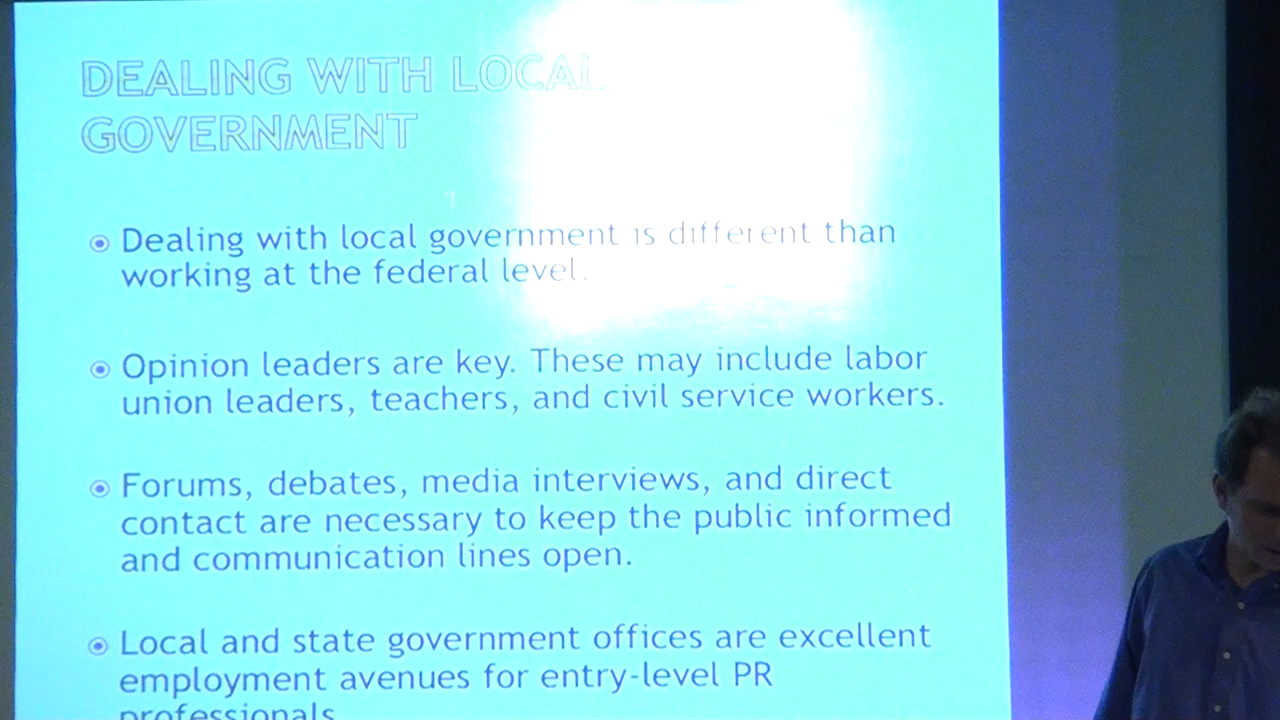 DEALING WITH LOCAL
GOVERNMENT
Dealing with local government is different than
working at the federal level.
Opinion leaders are key. These may include labor
union leaders, teachers, and civil service workers.
Forums, debates, media interviews, and direct
contact are necessary to keep the public informed
and communication lines open.
Local and state government offices are excellent
employment avenues for entry-level PR
professionals